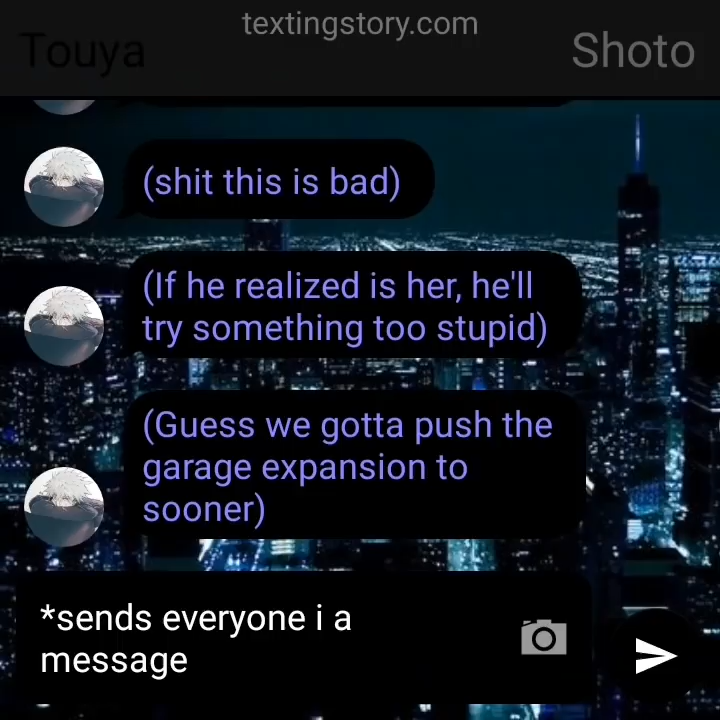 textingstory.com
Touya
Shoto
(shit this is bad)
(If he realized is her, he'll
try something too stupid)
(Guess we gotta push the
garage expansion to
sooner)
*sends everyone i a
message